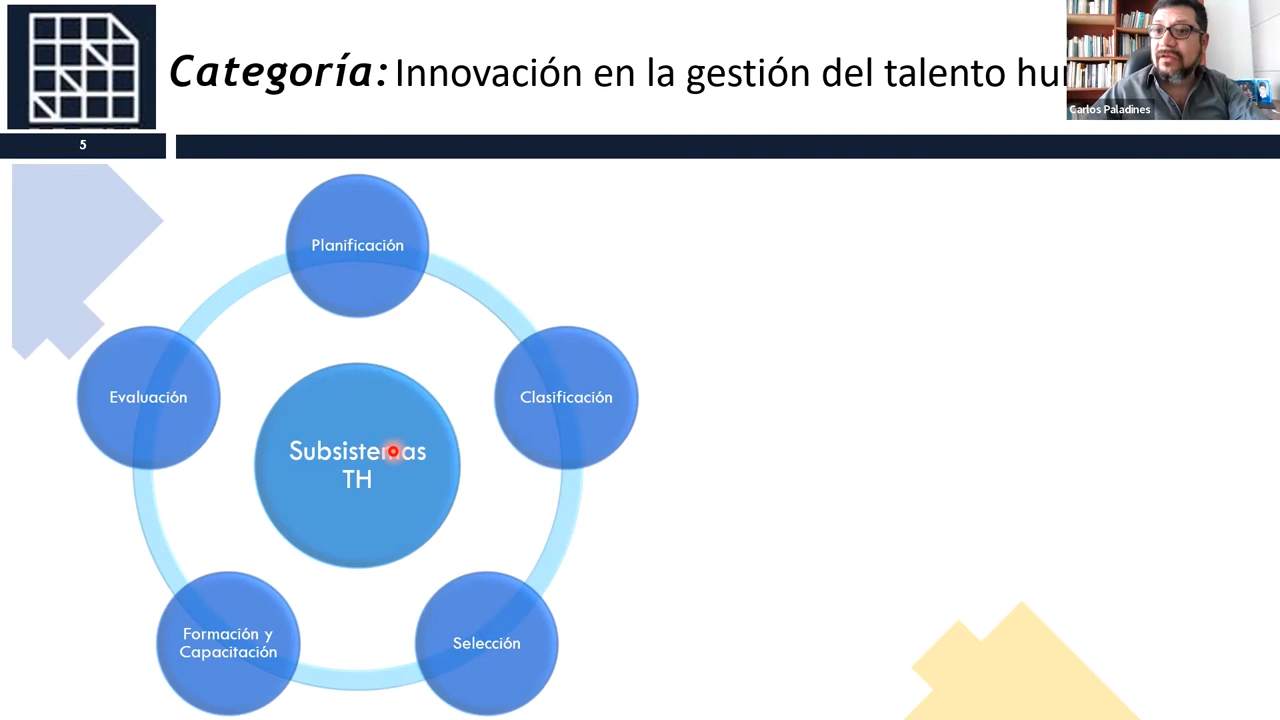 Categoría: Innovación en la gestión del talento hu
Carlos Paladines
5
Planificación
Evaluación
Clasificación
Subsistemas
TH
Formación y
Capacitación
Selección